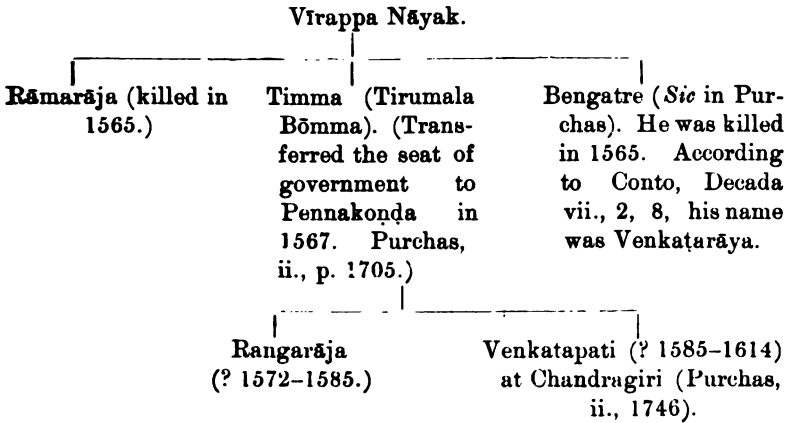 Vīrappa Nāyak.
Rāmarāja (killed in
1565.)
Timma (Tirumala
Bōmma). (Trans-
ferred the seat of
government to
Pennakoṇḍa in
1567. Purchas,
ii., p. 1705.)
Bengatre (Sic in Pur-
chas). He was killed
in 1565. According
to Conto, Decada
vii., 2, 8, his name
was Venkaṭarāya.
Rangarāja
(? 1572–1585.)
Venkatapati (? 1585–1614)
at Chandragiri (Purchas,
ii., 1746).